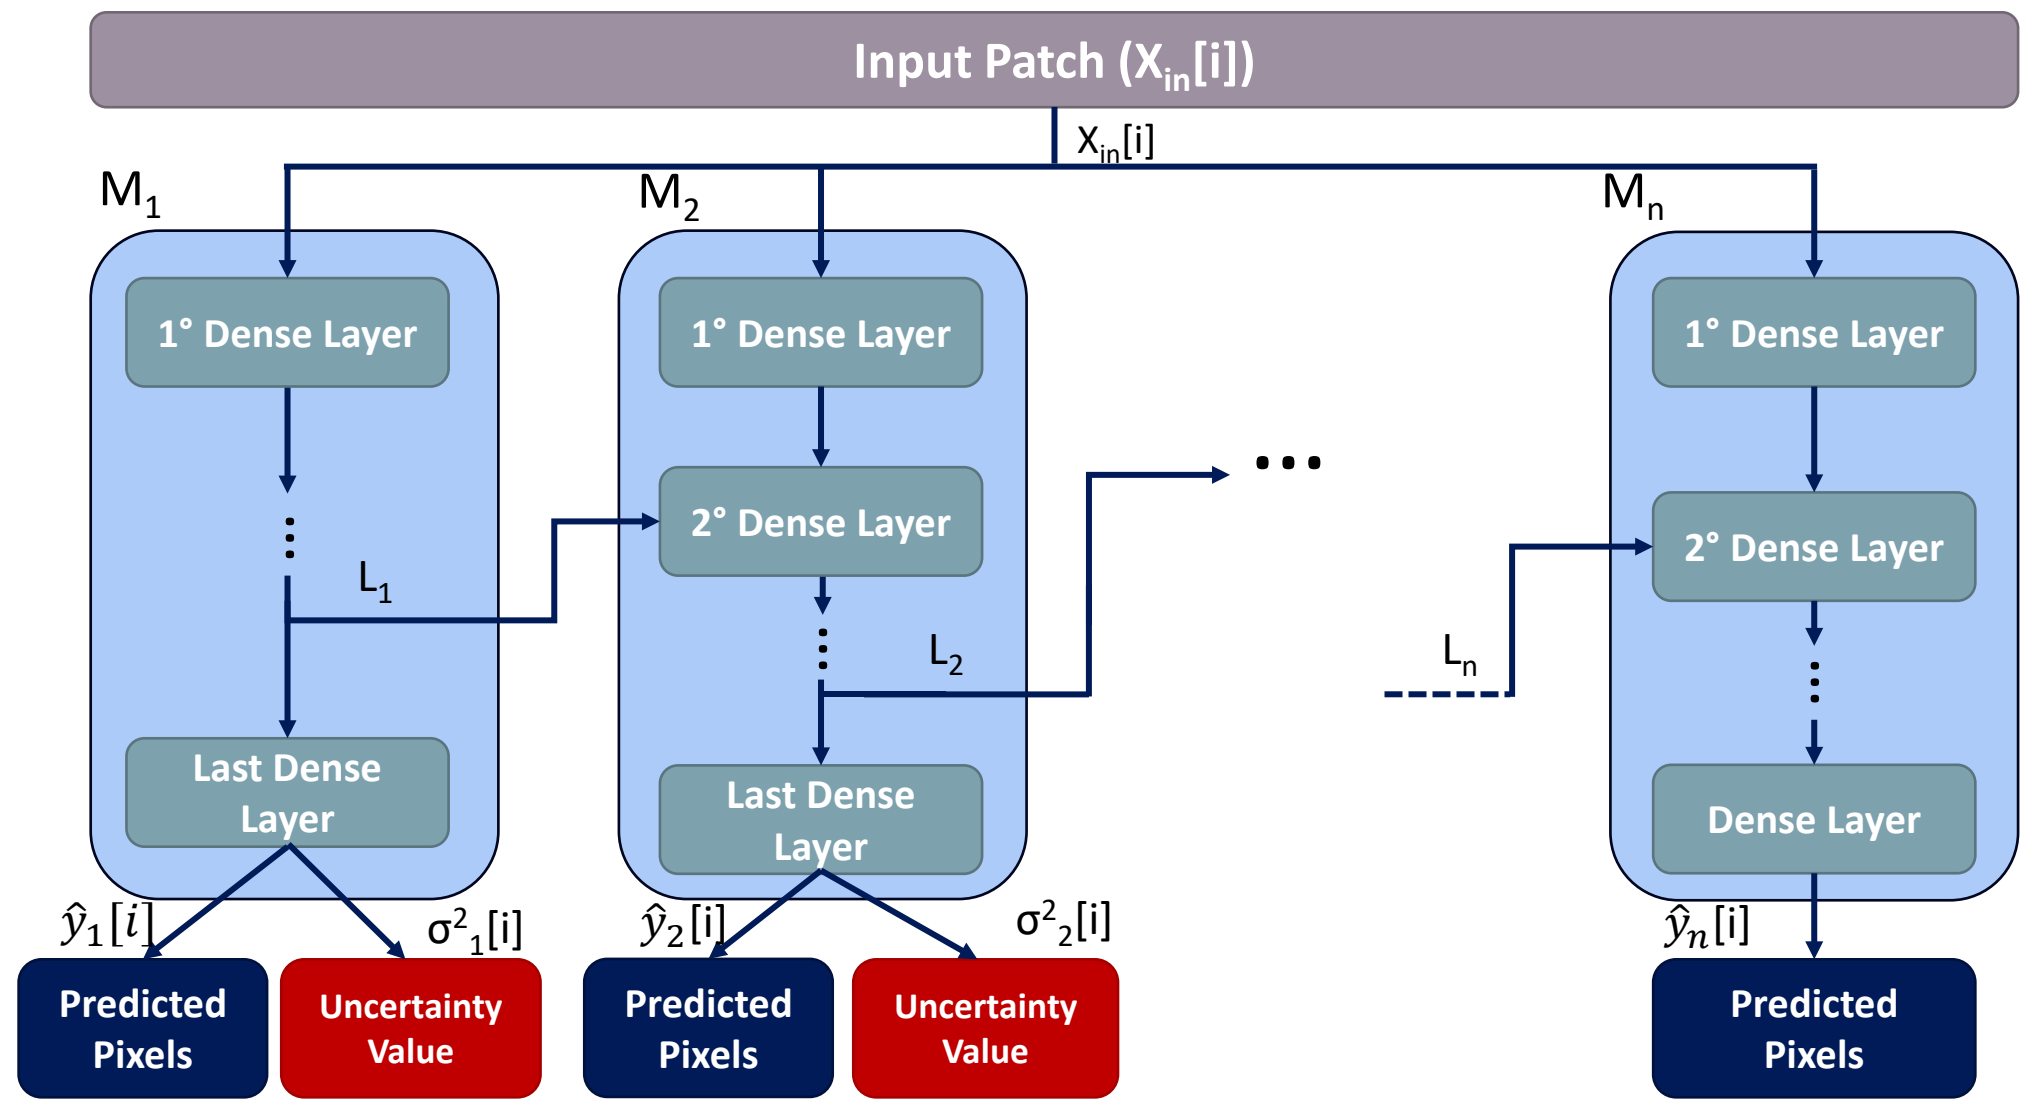 Input Patch (Xin[i])
Xin[i]
M1
M2
Mn
1° Dense Layer
1° Dense Layer
1° Dense Layer
...
2° Dense Layer
2° Dense Layer
L1
L2
Ln
Last Dense
Layer
Last Dense
Layer
Dense Layer
ŷ1[i]
σ²1[i]
ŷ2[i]
σ²2[i]
ŷn[i]
Predicted
Pixels
Uncertainty
Value
Predicted
Pixels
Uncertainty
Value
Predicted
Pixels